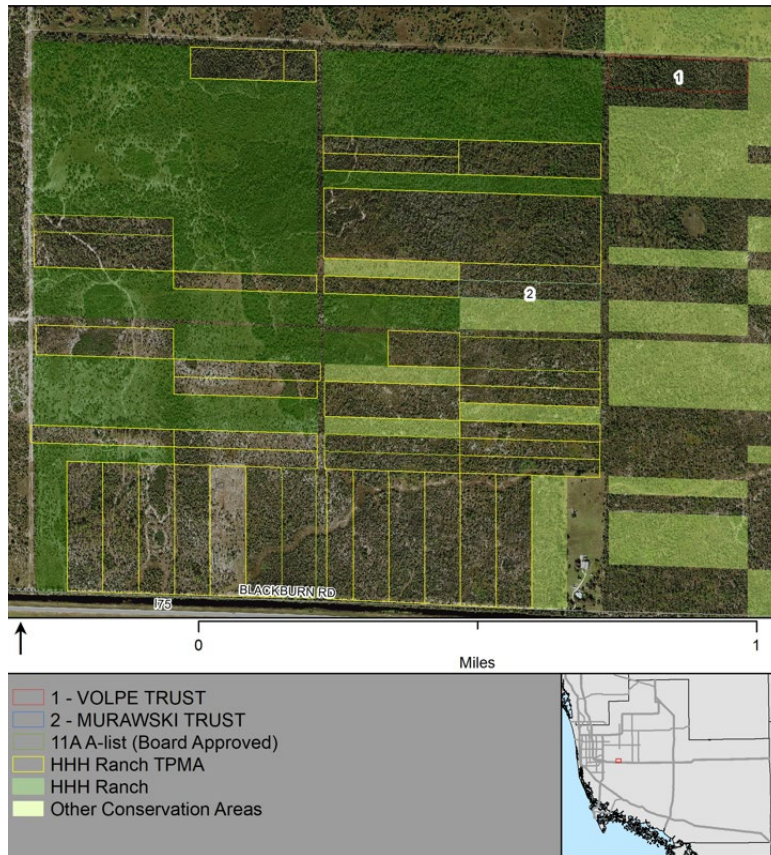 1
2
BLACKBURN RD
I75
0 1
Miles
1 - VOLPE TRUST
2 - MURAWSKI TRUST
11A A-list (Board Approved)
HHH Ranch TPMA
HHH Ranch
Other Conservation Areas